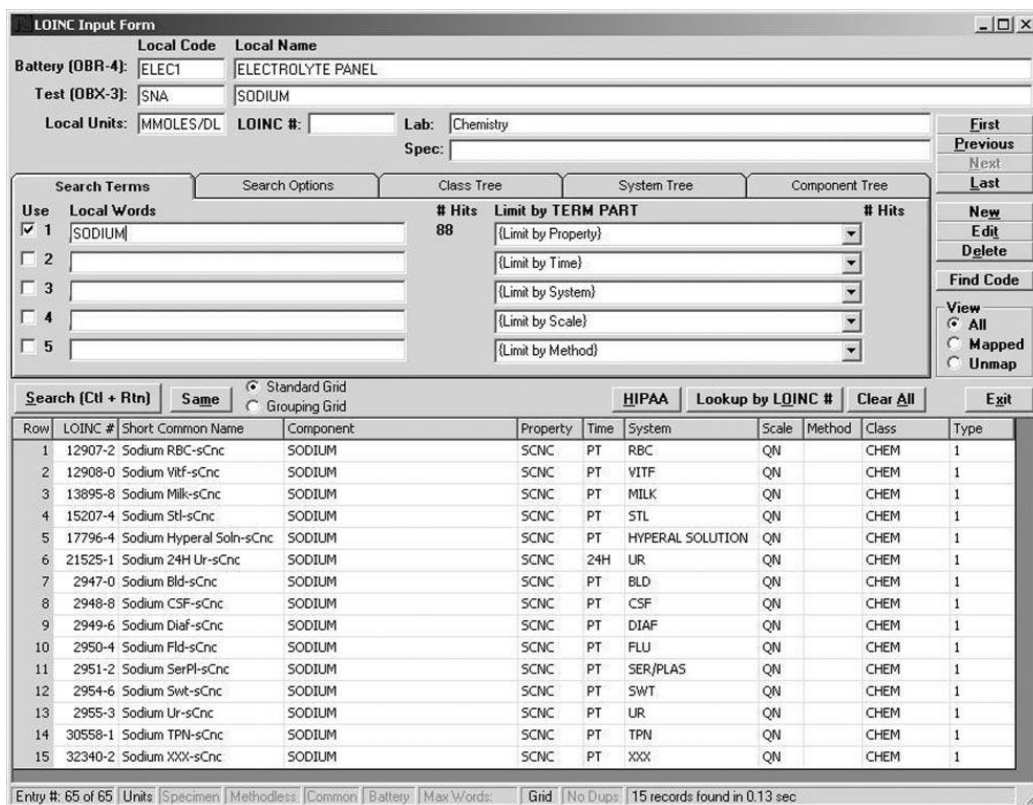 LOINC Input Form
Local Code Local Name
Battery (OBR-4): ELEC1 ELECTROLYTE PANEL
Test (OBX-3): SNA SODIUM
Local Units: MMOLES/DL LOINC #: Lab: Chemistry First
Spec: Previous
Next
Search Terms Search Options Class Tree System Tree Component Tree Last
Use Local Words # Hits Limit by TERM PART # Hits New
1 SODIUM 88 {Limit by Property} Edit
2 {Limit by Time} Delete
3 {Limit by System} Find Code
4 {Limit by Scale} View All
5 {Limit by Method} Mapped
Unmap
Search (Ctl + Rtn) Same Standard Grid HIPAA Lookup by LOINC # Clear All Exit
Grouping Grid
Row LOINC # Short Common Name Component Property Time System Scale Method Class Type
1 12907-2 Sodium RBC-sCnc SODIUM SCNC PT RBC QN CHEM 1
2 12908-0 Sodium Vitf-sCnc SODIUM SCNC PT VITF QN CHEM 1
3 13895-8 Sodium Milk-sCnc SODIUM SCNC PT MILK QN CHEM 1
4 15207-4 Sodium Stl-sCnc SODIUM SCNC PT STL QN CHEM 1
5 17796-4 Sodium Hyperal Soln-sCnc SODIUM SCNC PT HYPERAL SOLUTION QN CHEM 1
6 21525-1 Sodium 24H Ur-sCnc SODIUM SCNC 24H UR QN CHEM 1
7 2947-0 Sodium Bld-sCnc SODIUM SCNC PT BLD QN CHEM 1
8 2948-8 Sodium CSF-sCnc SODIUM SCNC PT CSF QN CHEM 1
9 2949-6 Sodium Diaf-sCnc SODIUM SCNC PT DIAF QN CHEM 1
10 2950-4 Sodium Fld-sCnc SODIUM SCNC PT FLU QN CHEM 1
11 2951-2 Sodium SerPl-sCnc SODIUM SCNC PT SER/PLAS QN CHEM 1
12 2954-6 Sodium Swt-sCnc SODIUM SCNC PT SWT QN CHEM 1
13 2955-3 Sodium Ur-sCnc SODIUM SCNC PT UR QN CHEM 1
14 30558-1 Sodium TPN-sCnc SODIUM SCNC PT TPN QN CHEM 1
15 32340-2 Sodium XXX-sCnc SODIUM SCNC PT XXX QN CHEM 1
Entry #: 65 of 65 Units Specimen Methodless Common Battery Max Words: Grid No Dups 15 records found in 0.13 sec